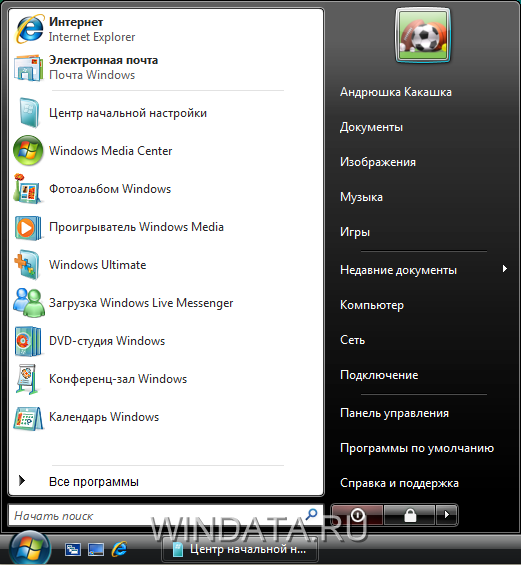 Интернет
Internet Explorer
Электронная почта
Почта Windows
Центр начальной настройки
Windows Media Center
Фотоальбом Windows
Проигрыватель Windows Media
Windows Ultimate
Загрузка Windows Live Messenger
DVD-студия Windows
Конференц-зал Windows
Календарь Windows
Все программы
Начать поиск
Андрюшка Какашка
Документы
Изображения
Музыка
Игры
Недавние документы
Компьютер
Сеть
Подключение
Панель управления
Программы по умолчанию
Справка и поддержка
WINDATA.RU
Центр начальной н...